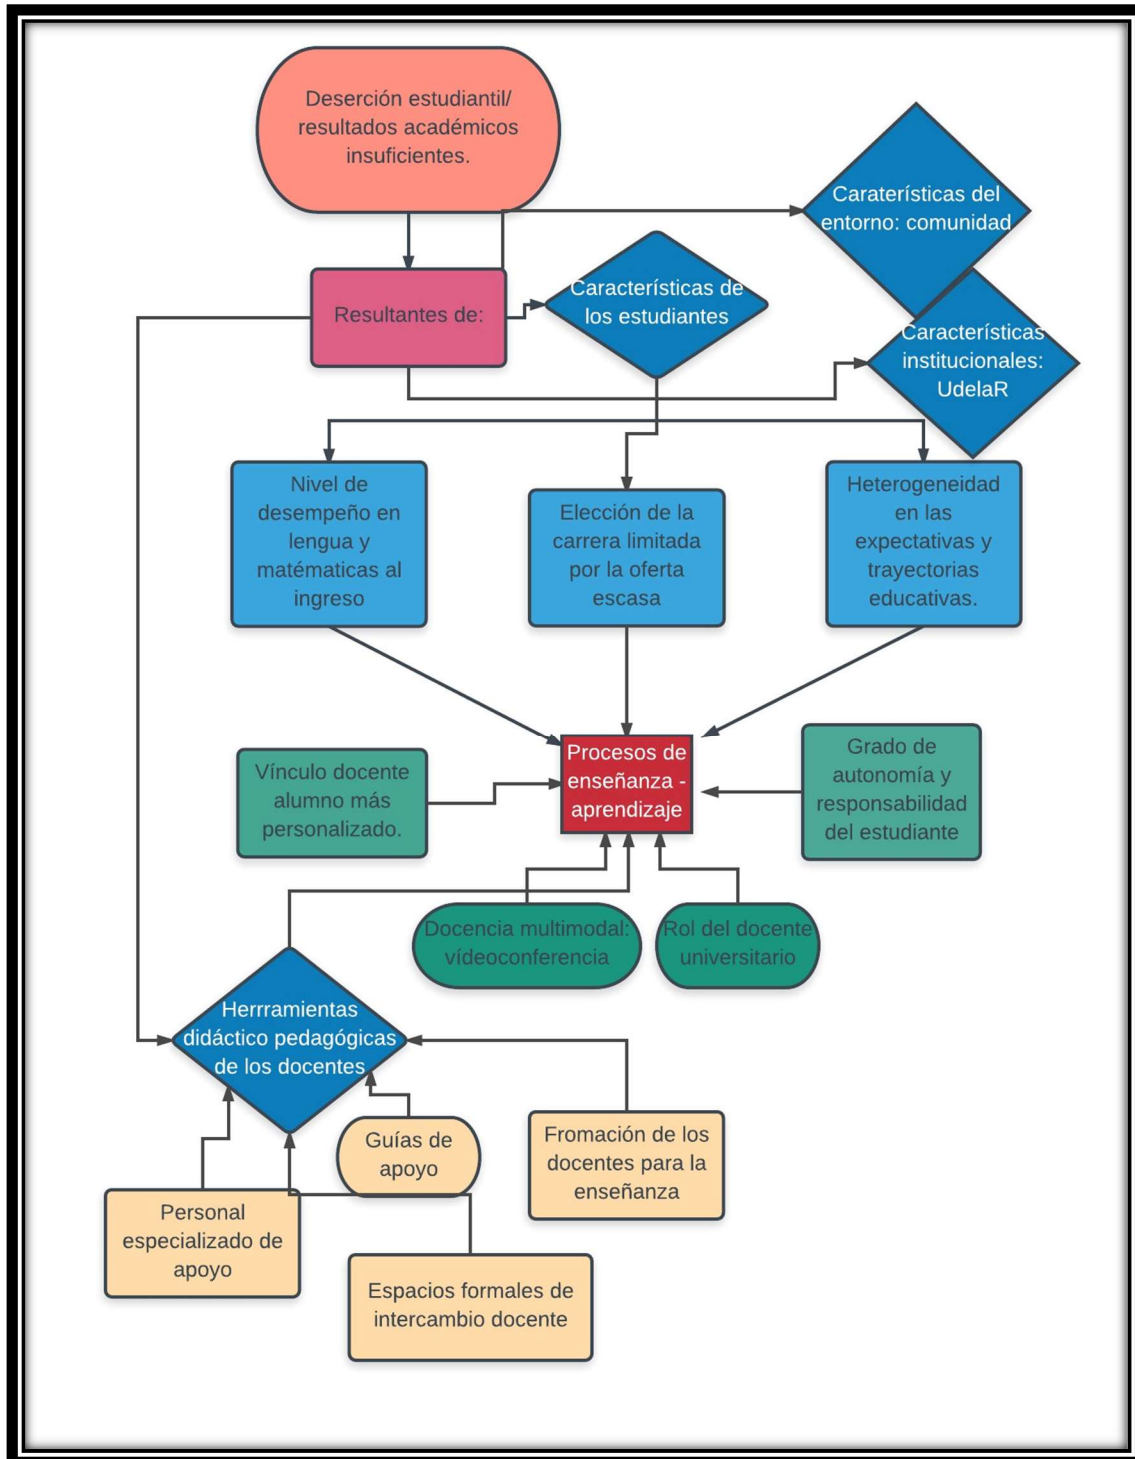 Deserción estudiantil/
resultados académicos
insuficientes.
Caraterísticas del
entorno: comunidad
Resultantes de:
Características de
los estudiantes
Características
institucionales:
UdelaR
Nivel de
desempeño en
lengua y
matématicas al
ingreso
Elección de la
carrera limitada
por la oferta
escasa
Heterogeneidad
en las
expectativas y
trayectorias
educativas.
Procesos de
enseñanza -
aprendizaje
Vínculo docente
alumno más
personalizado.
Grado de
autonomía y
responsabilidad
del estudiante
Docencia multimodal:
vídeoconferencia
Rol del docente
universitario
Herrramientas
didáctico pedagógicas
de los docentes
Guías de
apoyo
Fromación de los
docentes para la
enseñanza
Personal
especializado de
apoyo
Espacios formales de
intercambio docente